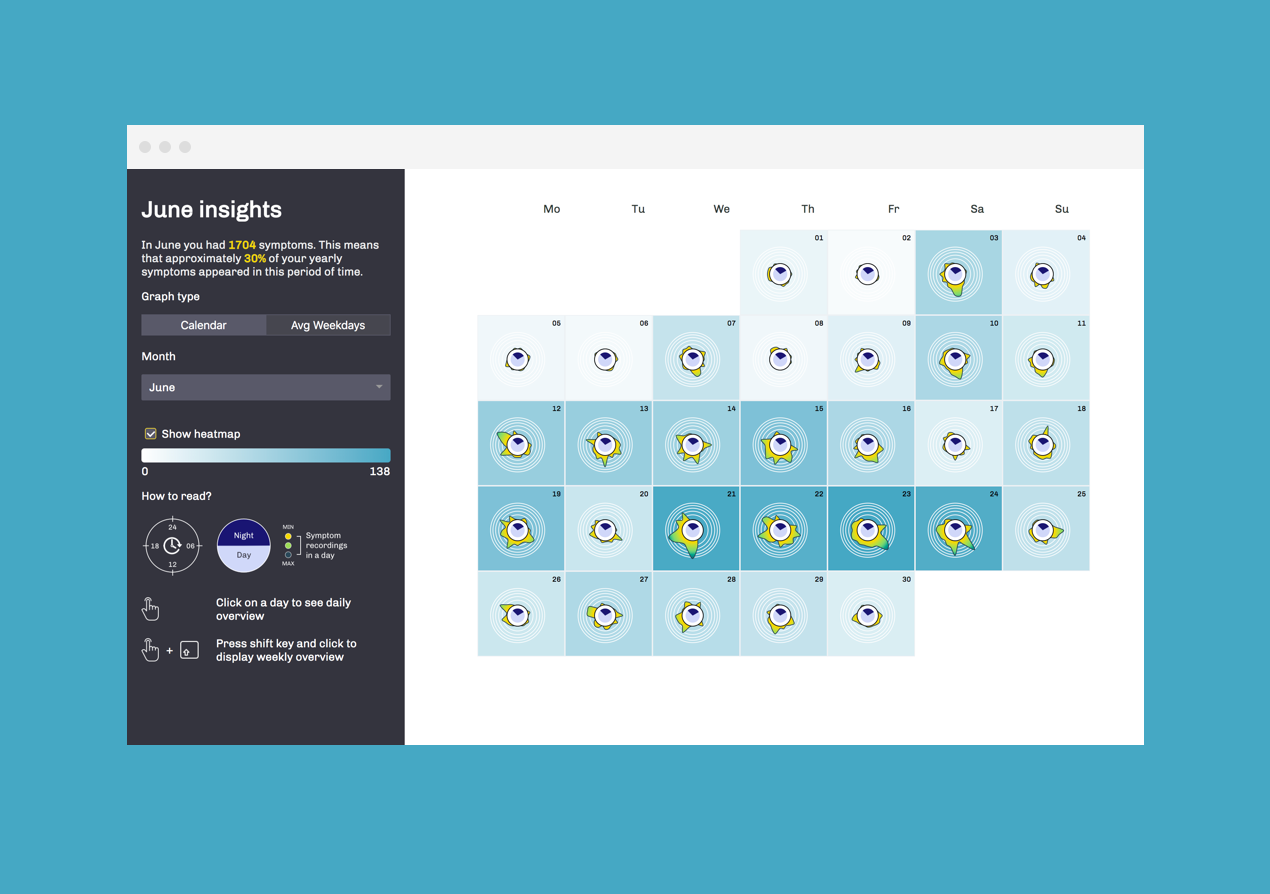 June insights
In June you had 1704 symptoms. This means
that approximately 30% of your yearly
symptoms appeared in this period of time.
Graph type
Calendar Avg Weekdays
Month
June
Show heatmap
0 138
How to read?
24
18 06
12
Night
Day
MIN
Symptom
recordings
in a day
MAX
Click on a day to see daily
overview
+
Press shift key and click to
display weekly overview
Mo Tu We Th Fr Sa Su
01 02 03 04
05 06 07 08 09 10 11
12 13 14 15 16 17 18
19 20 21 22 23 24 25
26 27 28 29 30